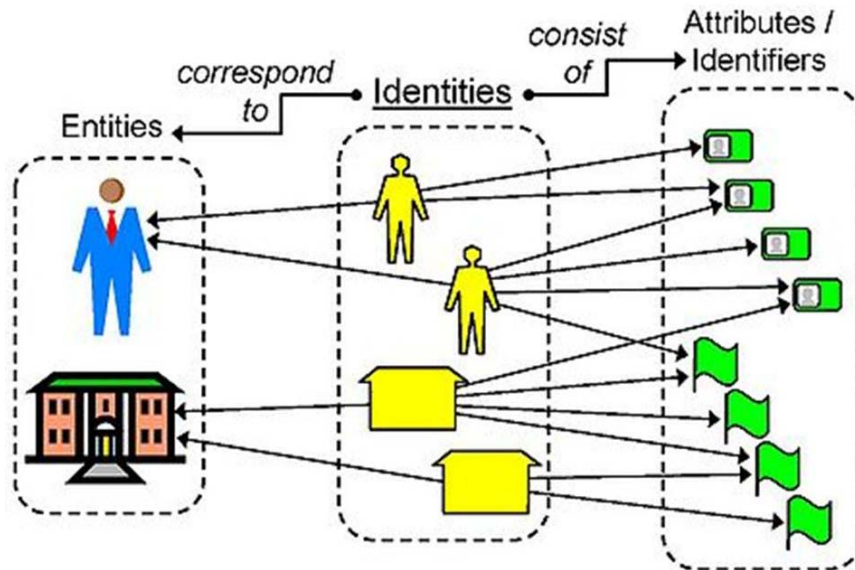 Entities
correspond
to
Identities
consist
of
Attributes /
Identifiers